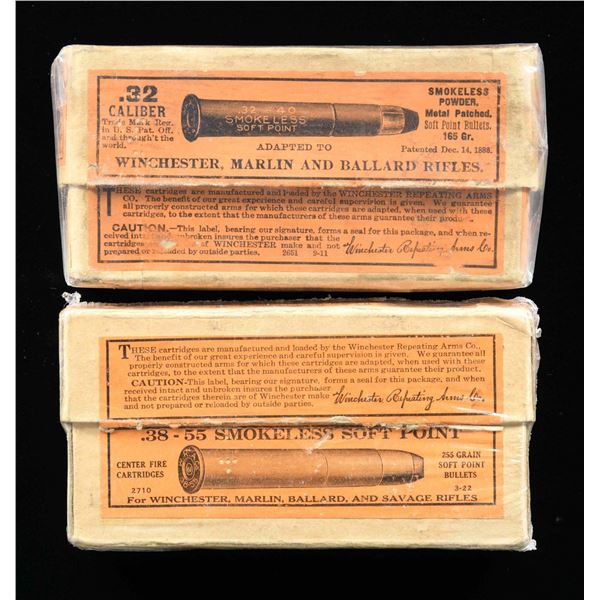 .32
CALIBER
Trade Mark Reg.
in U. S. Pat. Off.
and through't the
world.
.32-40
SMOKELESS
SOFT POINT
SMOKELESS
POWDER,
Metal Patched,
Soft Point Bullets.
165 Gr.
ADAPTED TO
Patented Dec. 14, 1886.
WINCHESTER, MARLIN AND BALLARD RIFLES.
THESE cartridges are manufactured and loaded by the WINCHESTER REPEATING ARMS
CO. The benefit of our great experience and careful supervision is given. We guarantee
all properly constructed arms for which these cartridges are adapted, when used with these
cartridges, to the extent that the manufacturers of these arms guarantee their product.
CAUTION.—This label, bearing our signature, forms a seal for this package, and when re-
ceived intact and unbroken insures the purchaser that the
cartridges of WINCHESTER make and not
prepared or reloaded by outside parties. 2651 9-11
Winchester Repeating Arms Co.
THESE cartridges are manufactured and loaded by the Winchester Repeating Arms Co.,
The benefit of our great experience and careful supervision is given. We guarantee all
properly constructed arms for which these cartridges are adapted, when used with these
cartridges, to the extent that the manufacturers of these arms guarantee their product.
CAUTION-This label, bearing our signature, forms a seal for this package, and when
received intact and unbroken insures the purchaser
that the cartridges therein are of Winchester make
and not prepared or reloaded by outside parties.
Winchester Repeating Arms Co.
.38-55 SMOKELESS SOFT POINT
CENTER FIRE
CARTRIDGES
2710
255 GRAIN
SOFT POINT
BULLETS
3-22
For WINCHESTER, MARLIN, BALLARD, AND SAVAGE RIFLES